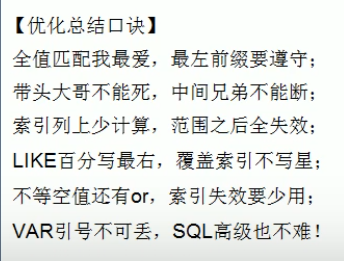 【优化总结口诀】
全值匹配我最爱，最左前缀要遵守；
带头大哥不能死，中间兄弟不能断；
索引列上少计算，范围之后全失效；
LIKE百分写最右，覆盖索引不写星；
不等空值还有or，索引失效要少用；
VAR引号不可丢，SQL高级也不难！